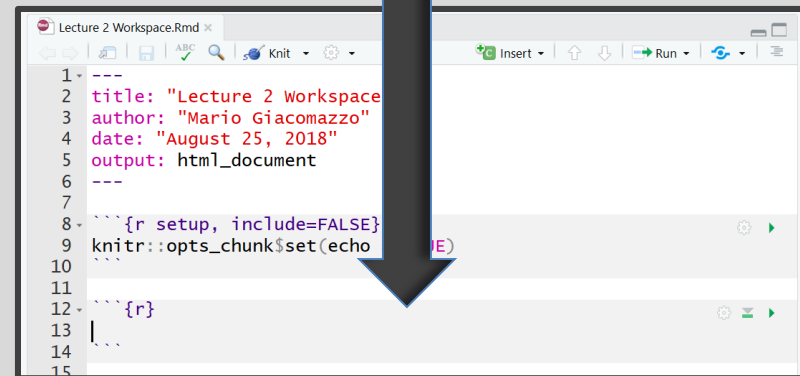 Lecture 2 Workspace.Rmd
ABC Knit Insert Run
1 ---
2 title: "Lecture 2 Workspace
3 author: "Mario Giacomazzo"
4 date: "August 25, 2018"
5 output: html_document
6 ---
7
8 ```{r setup, include=FALSE}
9 knitr::opts_chunk$set(echo UE)
10 ```
11
12 ```{r}
13
14 ```
15